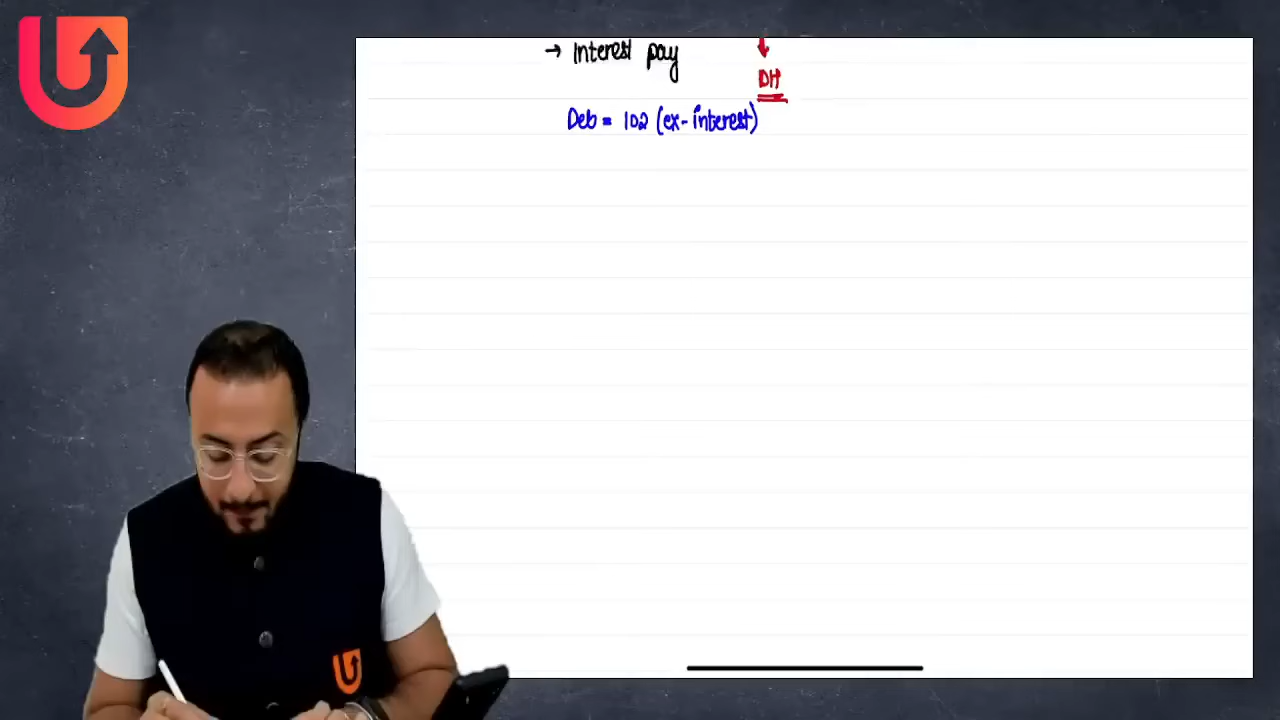 → Interest pay
DH
Deb = 102 (ex-interest)